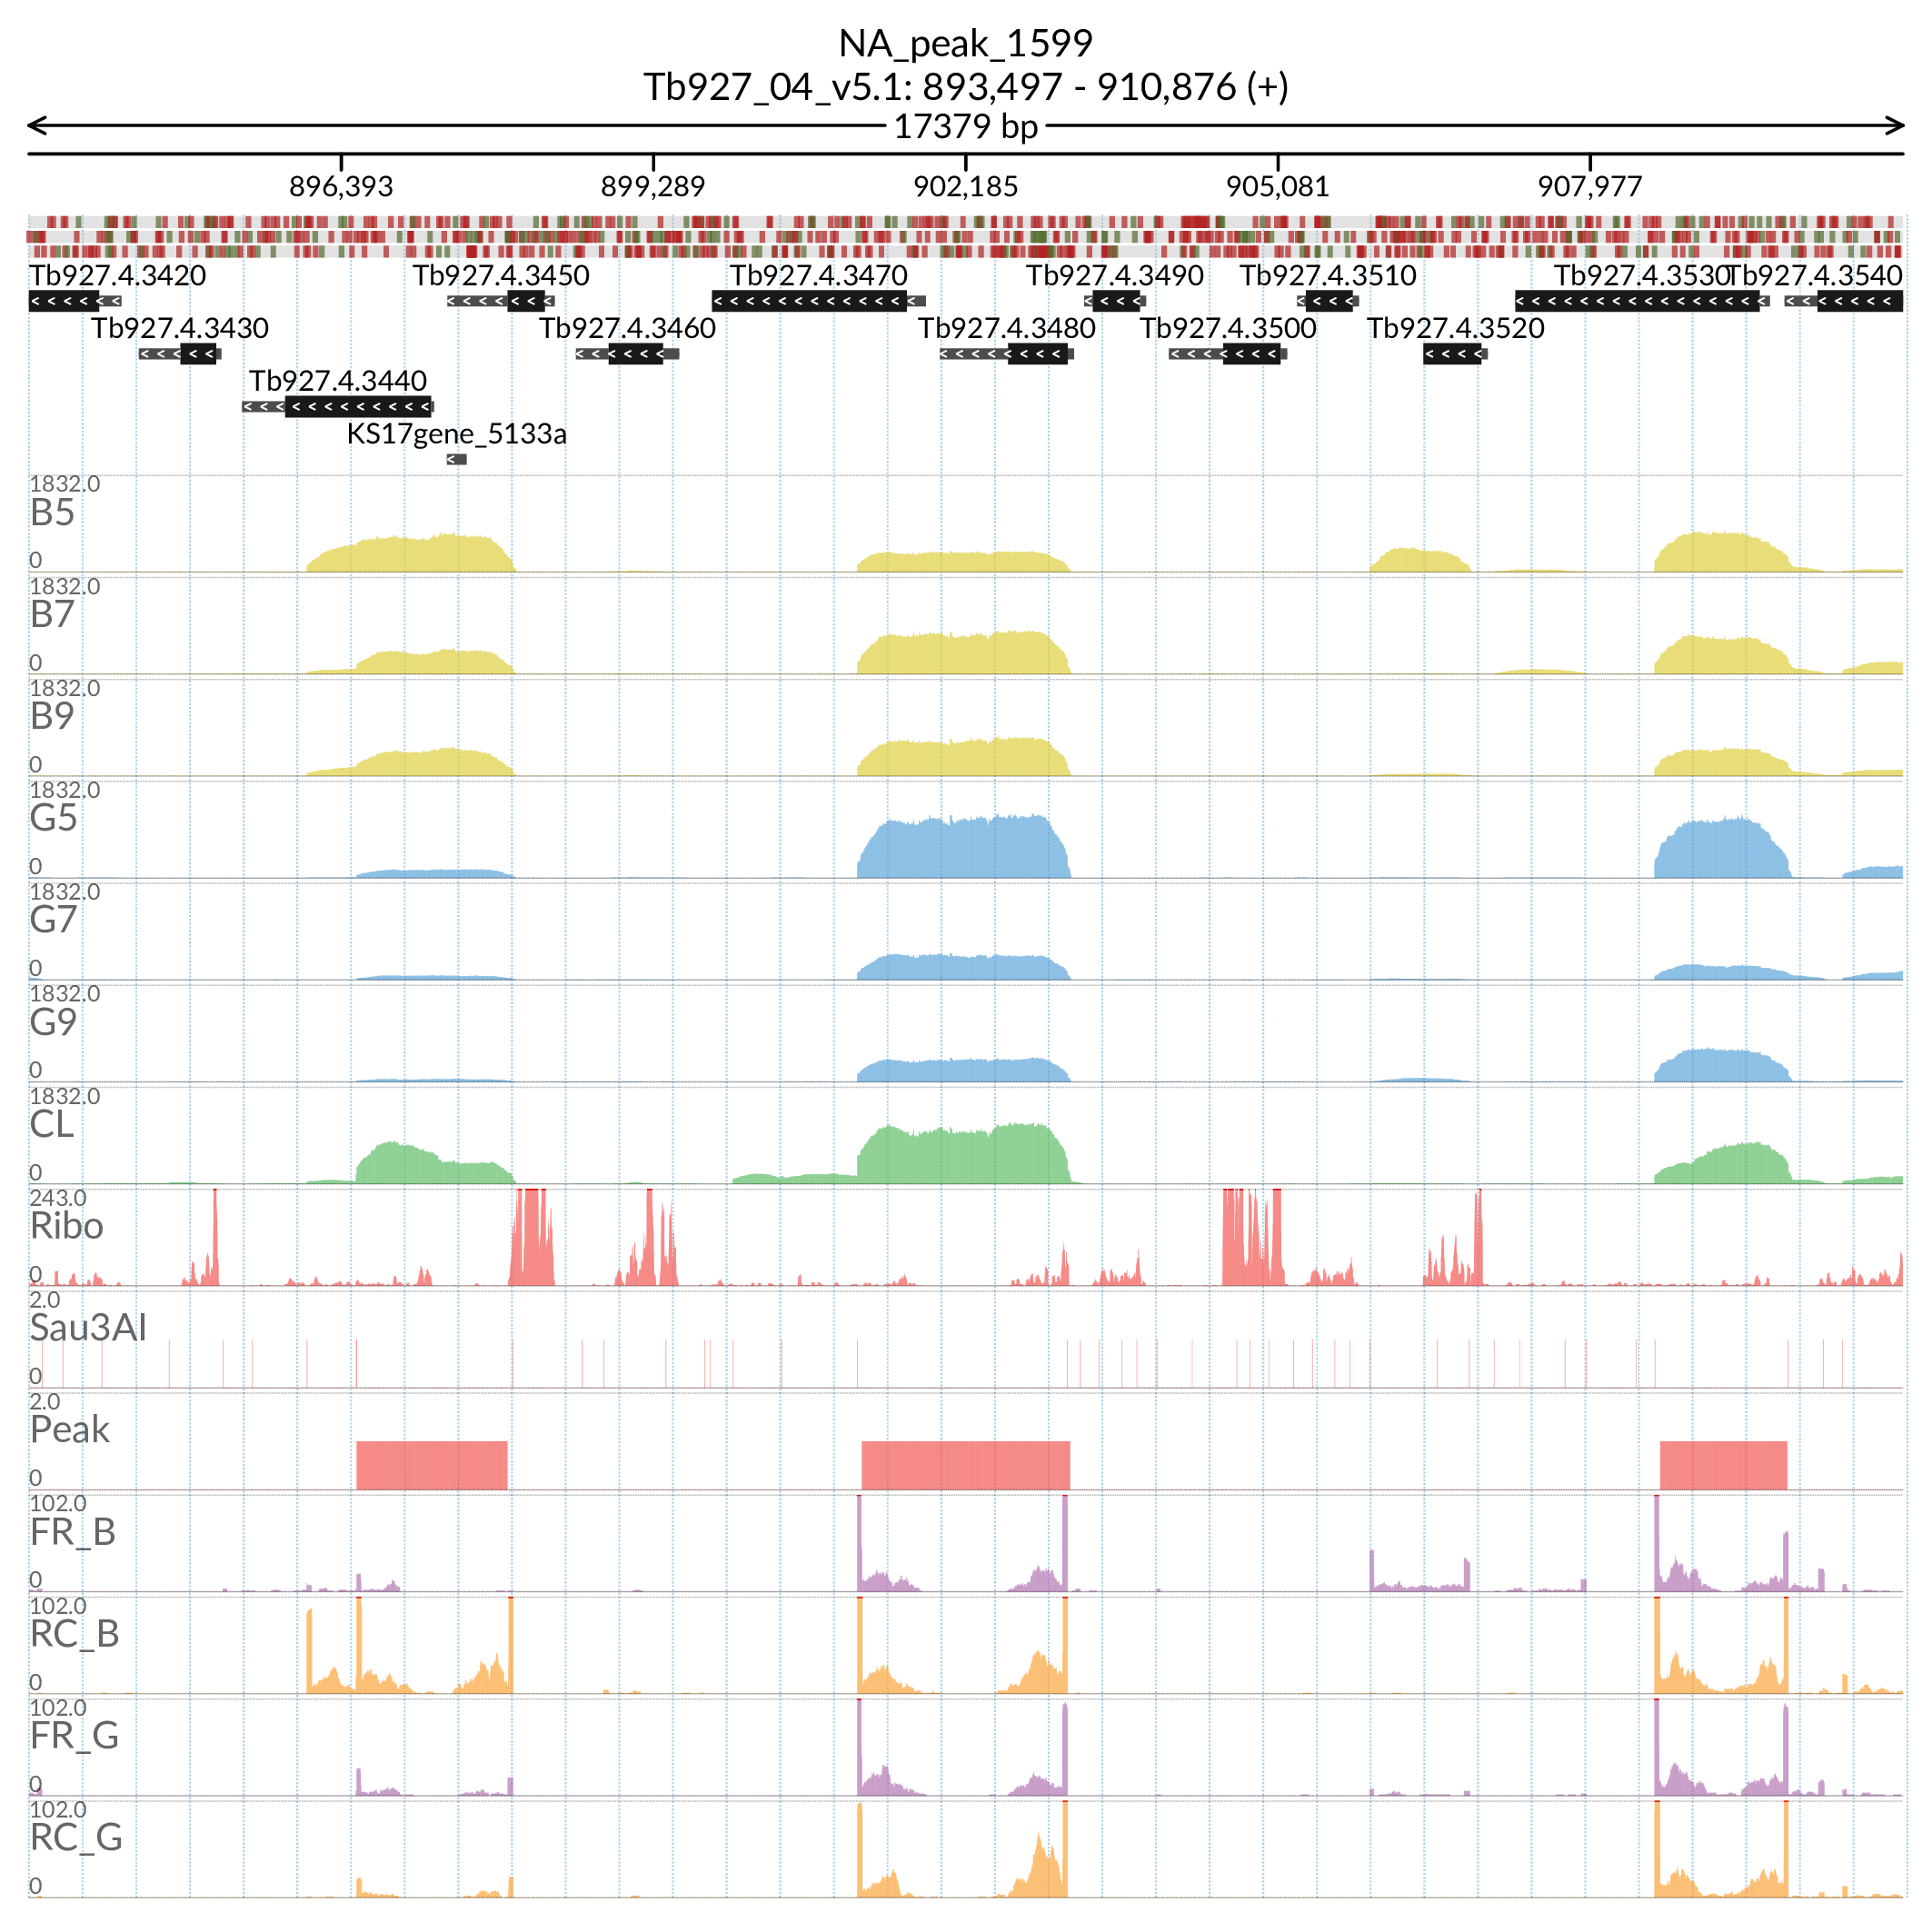 NA_peak_1599
Tb927_04_v5.1: 893,497 - 910,876 (+)
17379 bp
896,393 899,289 902,185 905,081 907,977
Tb927.4.3420 Tb927.4.3450 Tb927.4.3470 Tb927.4.3490 Tb927.4.3510 Tb927.4.3530 Tb927.4.3540
Tb927.4.3430 Tb927.4.3460 Tb927.4.3480 Tb927.4.3500 Tb927.4.3520
Tb927.4.3440
KS17gene_5133a
1832.0
B5
0
1832.0
B7
0
1832.0
B9
0
1832.0
G5
0
1832.0
G7
0
1832.0
G9
0
1832.0
CL
0
243.0
Ribo
0
2.0
Sau3AI
0
2.0
Peak
0
102.0
FR_B
0
102.0
RC_B
0
102.0
FR_G
0
102.0
RC_G
0